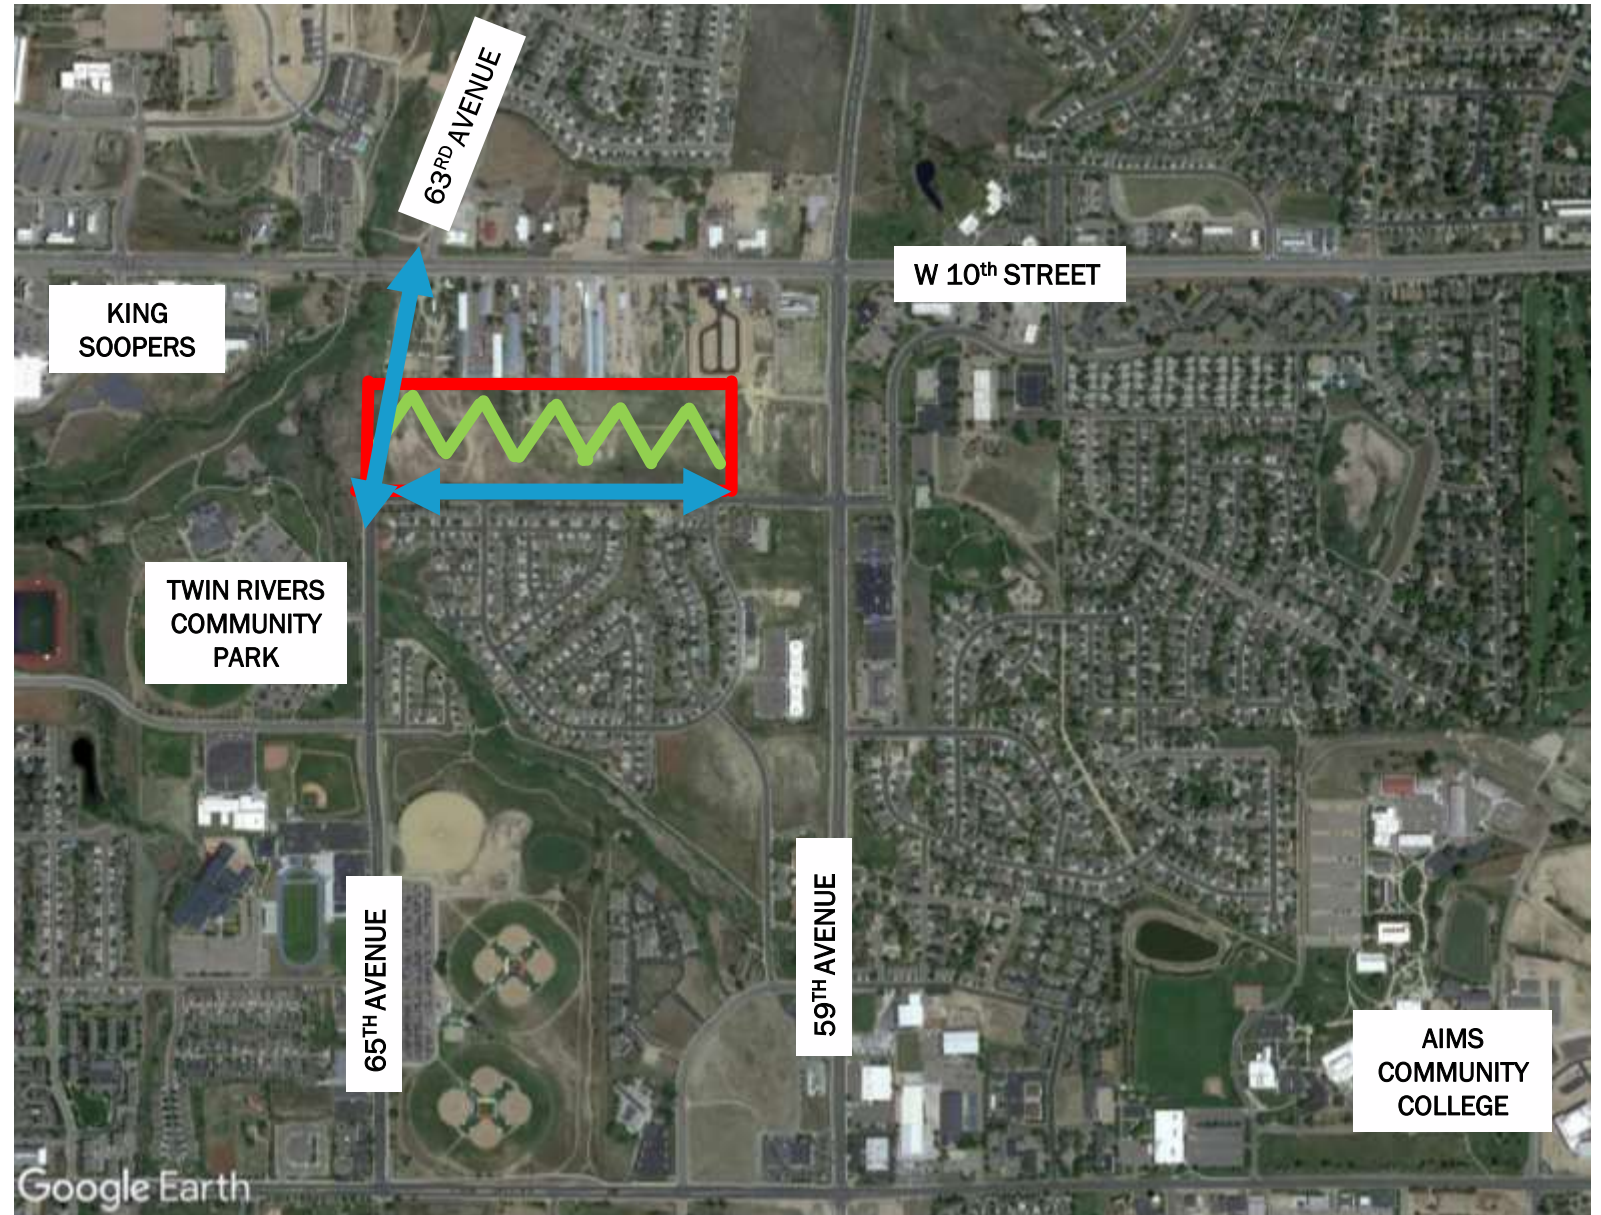 63RD AVENUE
W 10th STREET
KING
SOOPERS
TWIN RIVERS
COMMUNITY
PARK
65TH AVENUE
59TH AVENUE
AIMS
COMMUNITY
COLLEGE
Google Earth